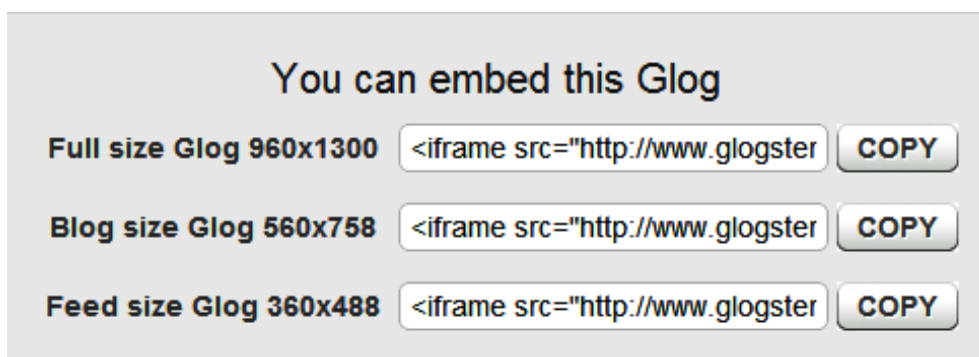 You can embed this Glog
Full size Glog 960x1300 <iframe src="http://www.glogster COPY
Blog size Glog 560x758 <iframe src="http://www.glogster COPY
Feed size Glog 360x488 <iframe src="http://www.glogster COPY